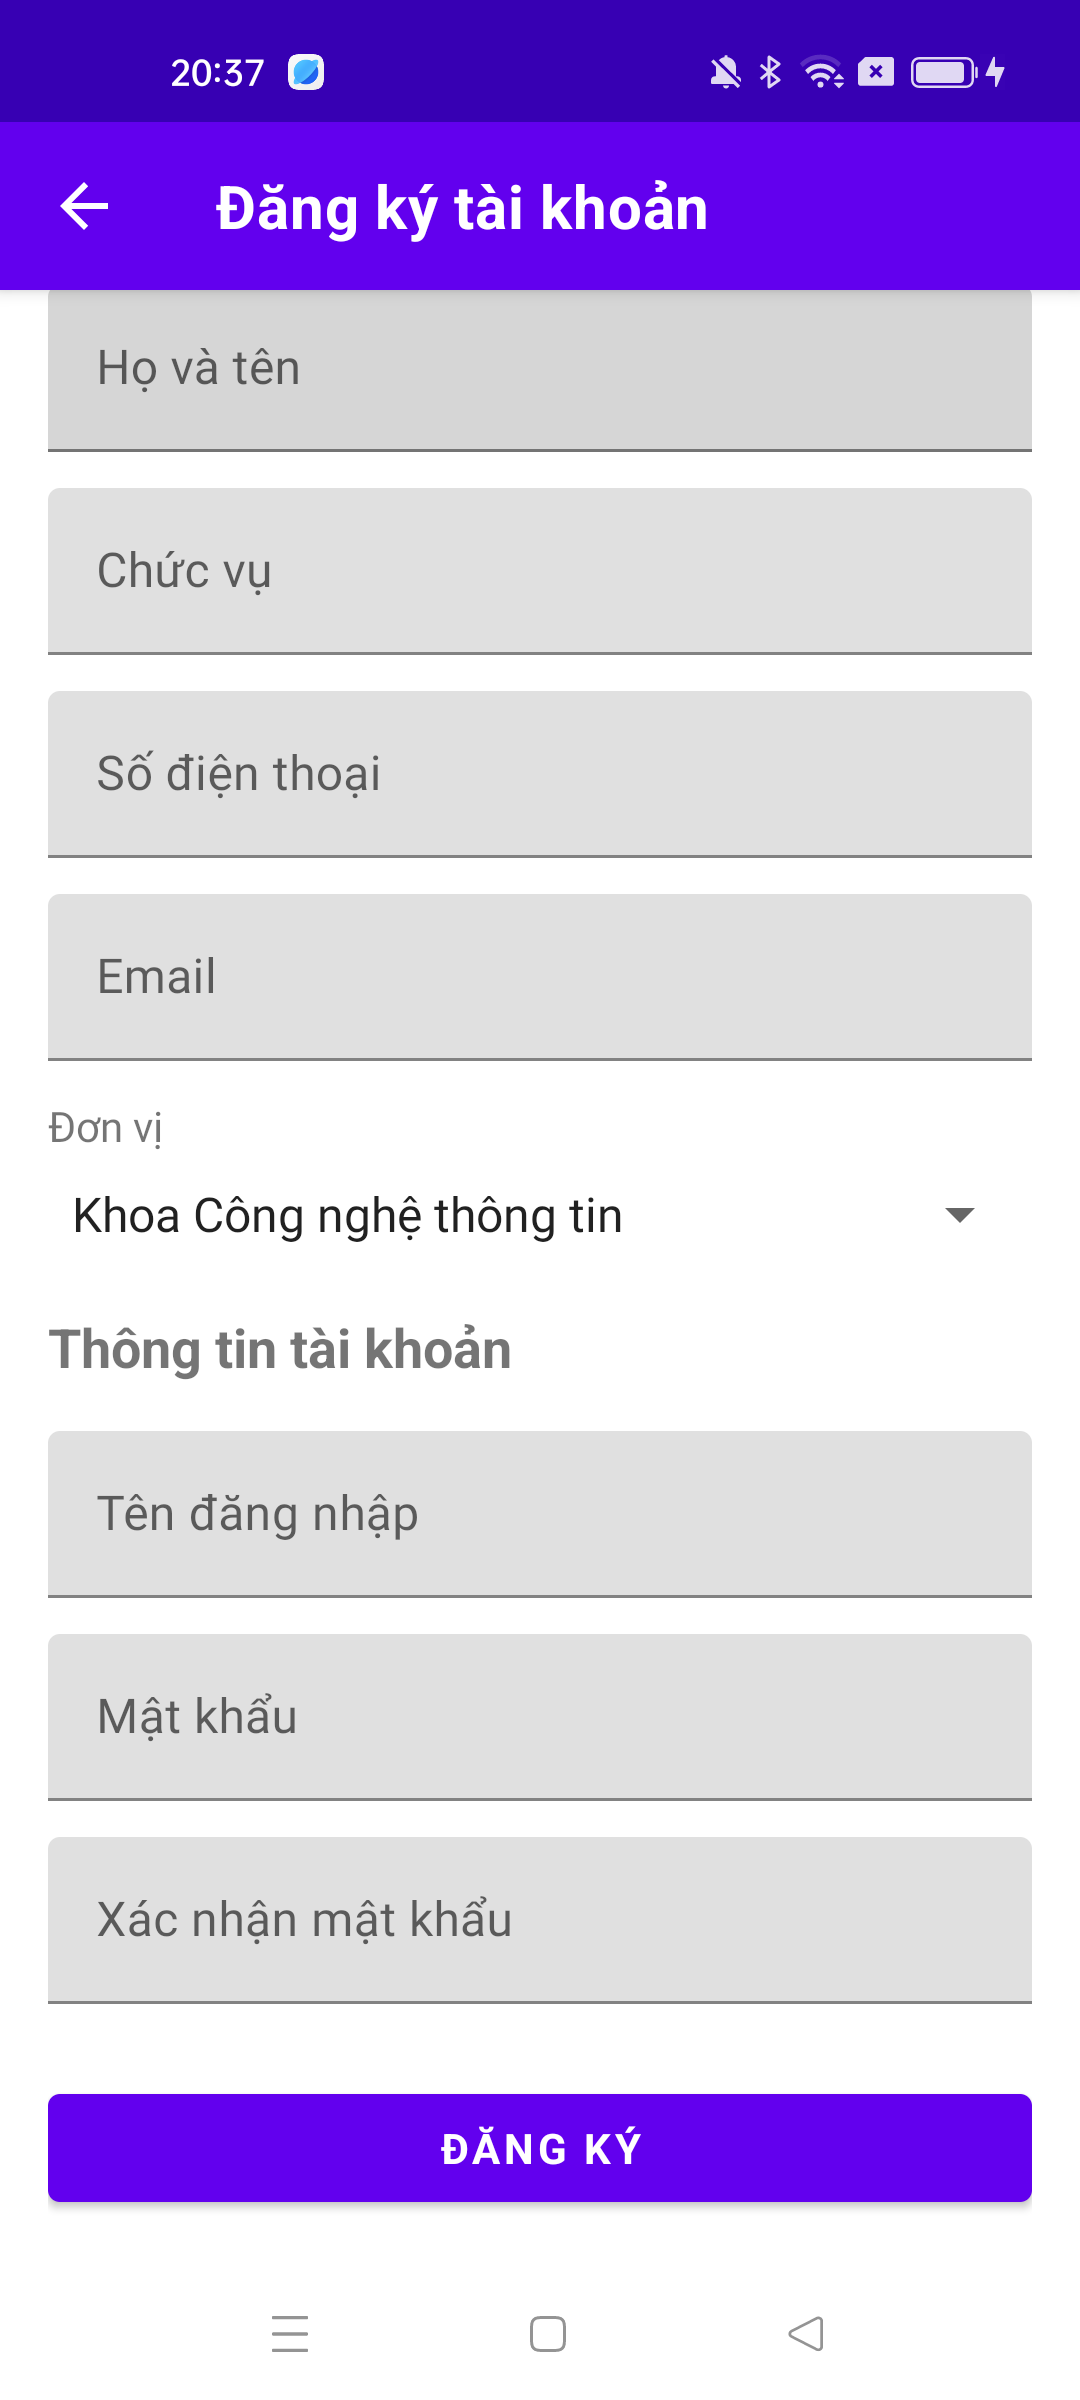 20:37
Đăng ký tài khoản
Họ và tên
Chức vụ
Số điện thoại
Email
Đơn vị
Khoa Công nghệ thông tin
Thông tin tài khoản
Tên đăng nhập
Mật khẩu
Xác nhận mật khẩu
ĐĂNG KÝ